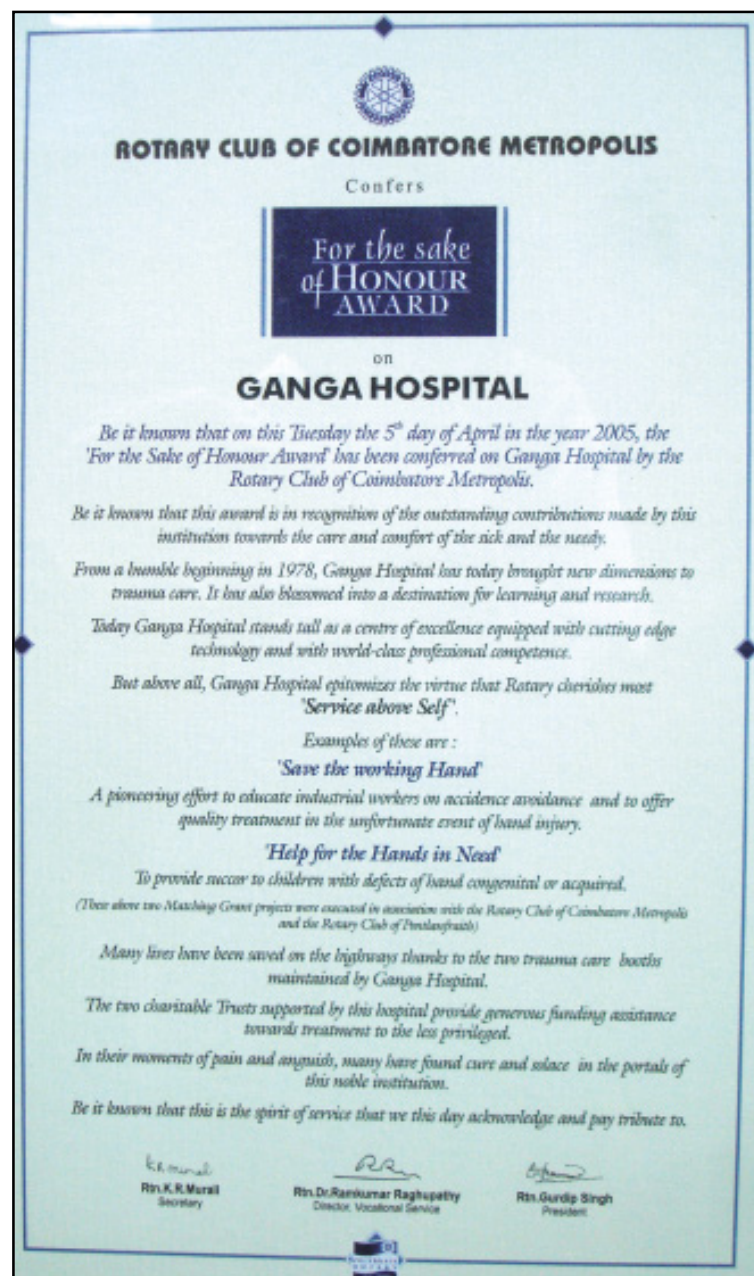 ROTARY CLUB OF COIMBATORE METROPOLIS
Confers
For the sake
of HONOUR
AWARD
on
GANGA HOSPITAL
Be it known that on this Tuesday the 5th day of April in the year 2005, the
'For the Sake of Honour Award' has been conferred on Ganga Hospital by the
Rotary Club of Coimbatore Metropolis.
Be it known that this award is in recognition of the outstanding contributions made by this
institution towards the care and comfort of the sick and the needy.
From a humble beginning in 1978, Ganga Hospital has today brought new dimensions to
trauma care. It has also blossomed into a destination for learning and research.
Today Ganga Hospital stands tall as a centre of excellence equipped with cutting edge
technology and with world-class professional competence.
But above all, Ganga Hospital epitomizes the virtue that Rotary cherishes most
"Service above Self".
Examples of these are :
'Save the working Hand'
A pioneering effort to educate industrial workers on accidence avoidance and to offer
quality treatment in the unfortunate event of hand injury.
'Help for the Hands in Need'
To provide succor to children with defects of hand congenital or acquired.
(These above two Matching Grant projects were executed in association with the Rotary Club of Coimbatore Metropolis
and the Rotary Club of
Many lives have been saved on the highways thanks to the two trauma care booths
maintained by Ganga Hospital.
The two charitable Trusts supported by this hospital provide generous funding assistance
towards treatment to the less privileged.
In their moments of pain and anguish, many have found cure and solace in the portals of
this noble institution.
Be it known that this is the spirit of service that we this day acknowledge and pay tribute to.
Rtn.K.R.Murali
Secretary
Rtn.Dr.Ramkumar Raghupathy
Director, Vocational Service
Rtn.Gurdip Singh
President